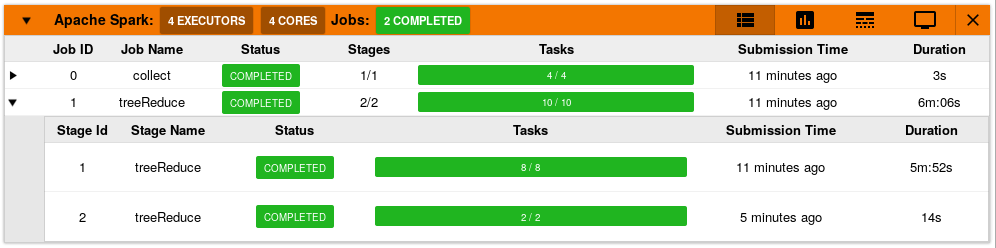 Apache Spark: 4 EXECUTORS 4 CORES Jobs: 2 COMPLETED
Job ID Job Name Status Stages Tasks Submission Time Duration
0 collect COMPLETED 1/1 4 / 4 11 minutes ago 3s
1 treeReduce COMPLETED 2/2 10 / 10 11 minutes ago 6m:06s
Stage Id Stage Name Status Tasks Submission Time Duration
1 treeReduce COMPLETED 8 / 8 11 minutes ago 5m:52s
2 treeReduce COMPLETED 2 / 2 5 minutes ago 14s